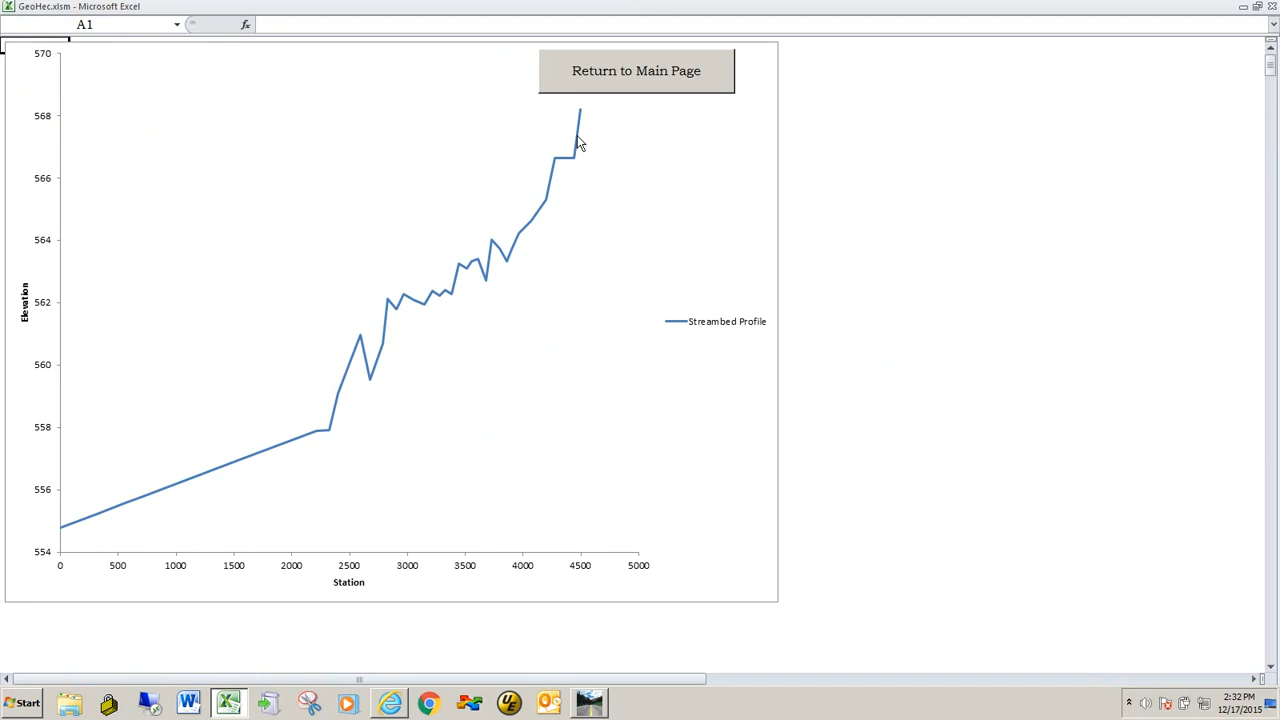 GeoHec.xlsm - Microsoft Excel
A1
fx
570
568
566
564
562
560
558
556
554
Elevation
0 500 1000 1500 2000 2500 3000 3500 4000 4500 5000
Station
Return to Main Page
Streambed Profile
Start
2:32 PM
12/17/2015